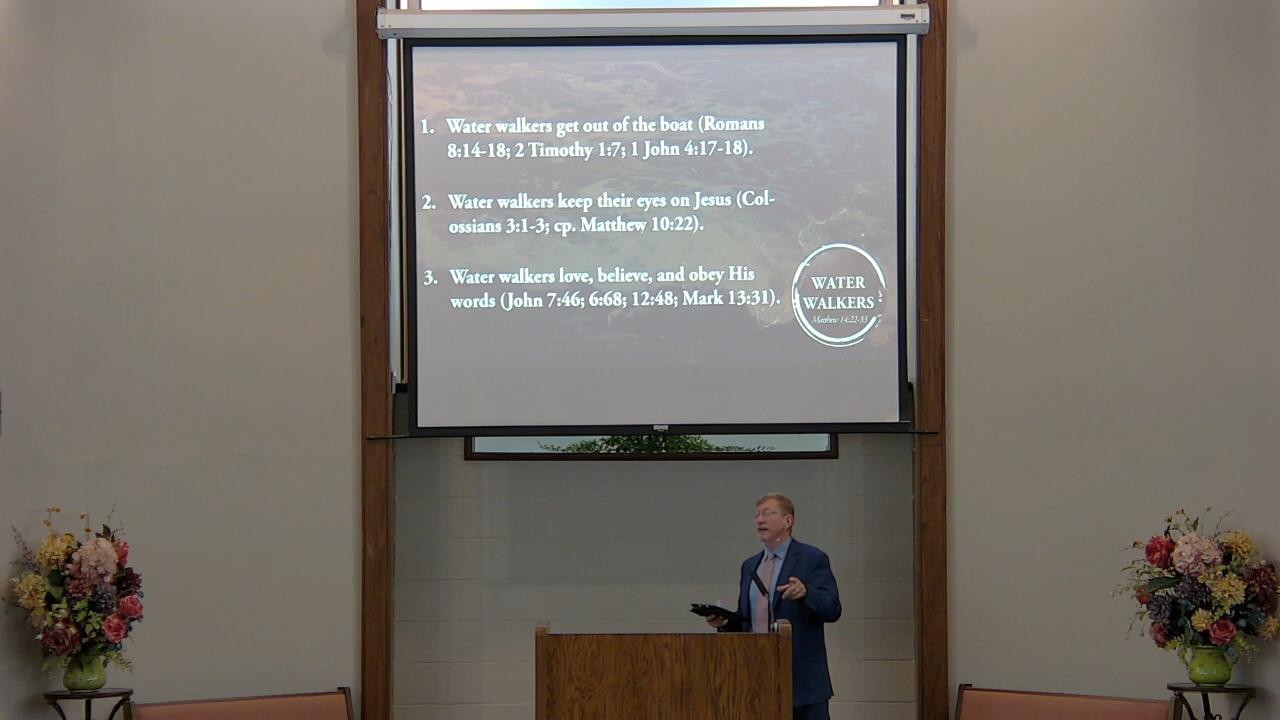 1. Water walkers get out of the boat (Romans
8:14-18; 2 Timothy 1:7; 1 John 4:17-18).
2. Water walkers keep their eyes on Jesus (Col-
ossians 3:1-3; cp. Matthew 10:22).
3. Water walkers love, believe, and obey His
words (John 7:46; 6:68; 12:48; Mark 13:31).
WATER
WALKERS
Matthew 14:22-33